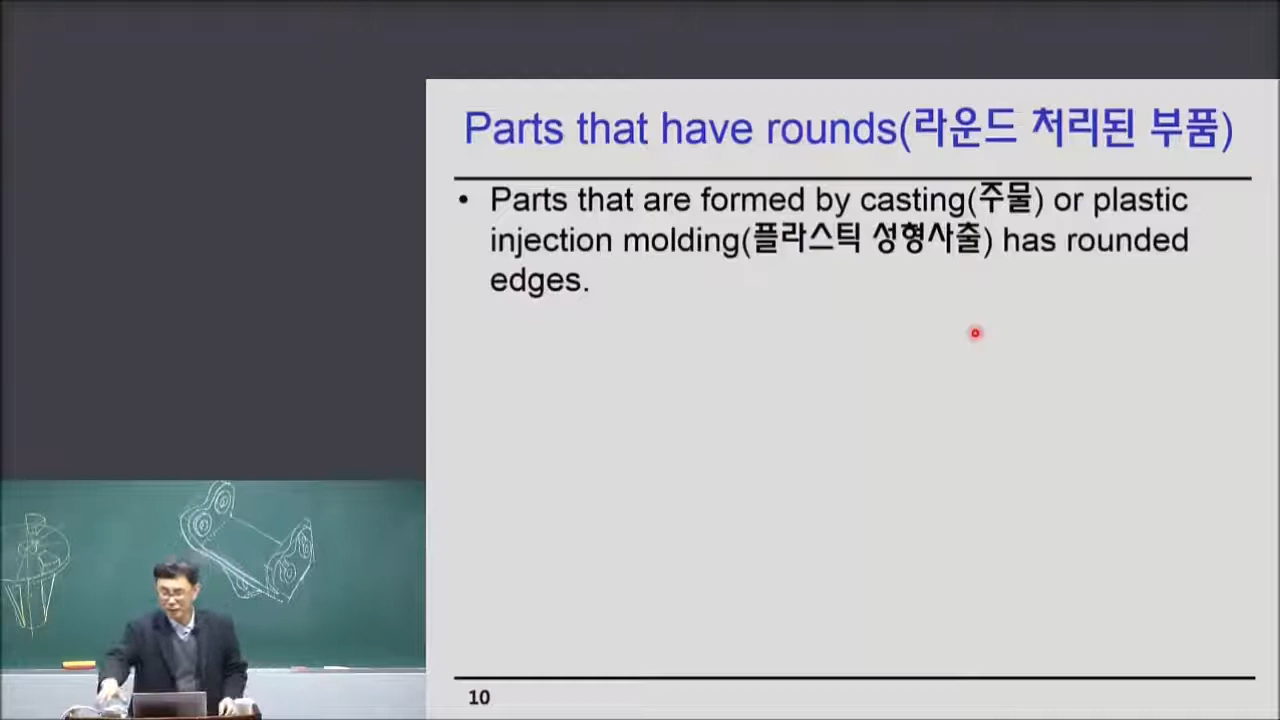 Parts that have rounds(라운드 처리된 부품)
• Parts that are formed by casting(주물) or plastic
injection molding(플라스틱 성형사출) has rounded
edges.
10